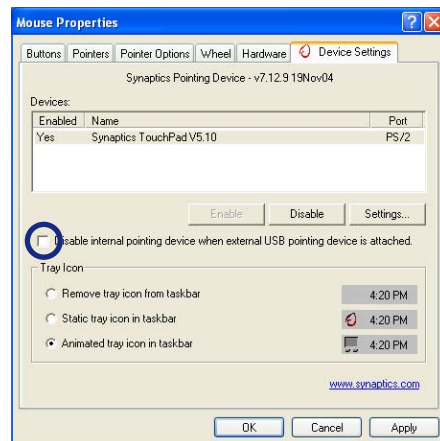 Mouse Properties
Buttons Pointers Pointer Options Wheel Hardware Device Settings
Synaptics Pointing Device - v7.12.9 19Nov04
Devices:
Enabled Name Port
Yes Synaptics TouchPad V5.10 PS/2
Enable Disable Settings...
Disable internal pointing device when external USB pointing device is attached.
Tray Icon
Remove tray icon from taskbar 4:20 PM
Static tray icon in taskbar 4:20 PM
Animated tray icon in taskbar 4:20 PM
www.synaptics.com
OK Cancel Apply